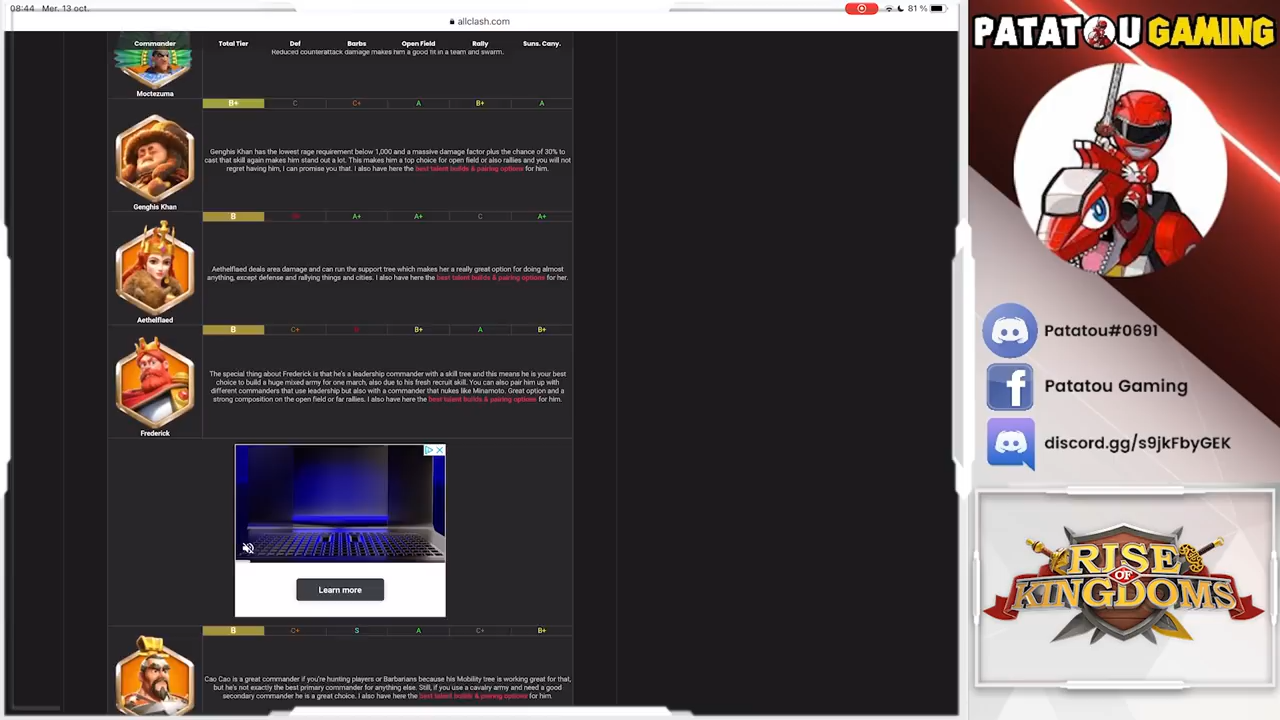 08:44 Mer. 13 oct.
81 %
allclash.com
Commander Total Tier Def Barbs Open Field Rally Suns. Cany.
Reduced counterattack damage makes him a good fit in a team and swarm.
Moctezuma
B+ C C+ A B+ A
Genghis Khan has the lowest rage requirement below 1,000 and a massive damage factor plus the chance of 30% to
cast that skill again makes him stand out a lot. This makes him a top choice for open field or also rallies and you will not
regret having him, I can promise you that. I also have here the best talent builds & pairing options for him.
Genghis Khan
B A+ A+ C A+
Aethelflaed deals area damage and can run the support tree which makes her a really great option for doing almost
anything, except defense and rallying things and cities. I also have here the best talent builds & pairing options for her.
Aethelflaed
B C+ B+ A B+
The special thing about Frederick is that he's a leadership commander with a skill tree and this means he is your best
choice to build a huge mixed army for one march, also due to his fresh recruit skill. You can also pair him up with
different commanders that use leadership but also with a commander that nukes like Minamoto. Great option and a
strong composition on the open field or far rallies. I also have here the best talent builds & pairing options for him.
Frederick
Learn more
B C+ S A C+ B+
Cao Cao is a great commander if you're hunting players or Barbarians because his Mobility tree is working great for that,
but he's not exactly the best primary commander for anything else. Still, if you use a cavalry army and need a good
secondary commander he is a great choice. I also have here the best talent builds & pairing options for him.
PATATOU GAMING
Patatou#0691
Patatou Gaming
discord.gg/s9jkFbyGEK
RISE
OF
KINGDOMS